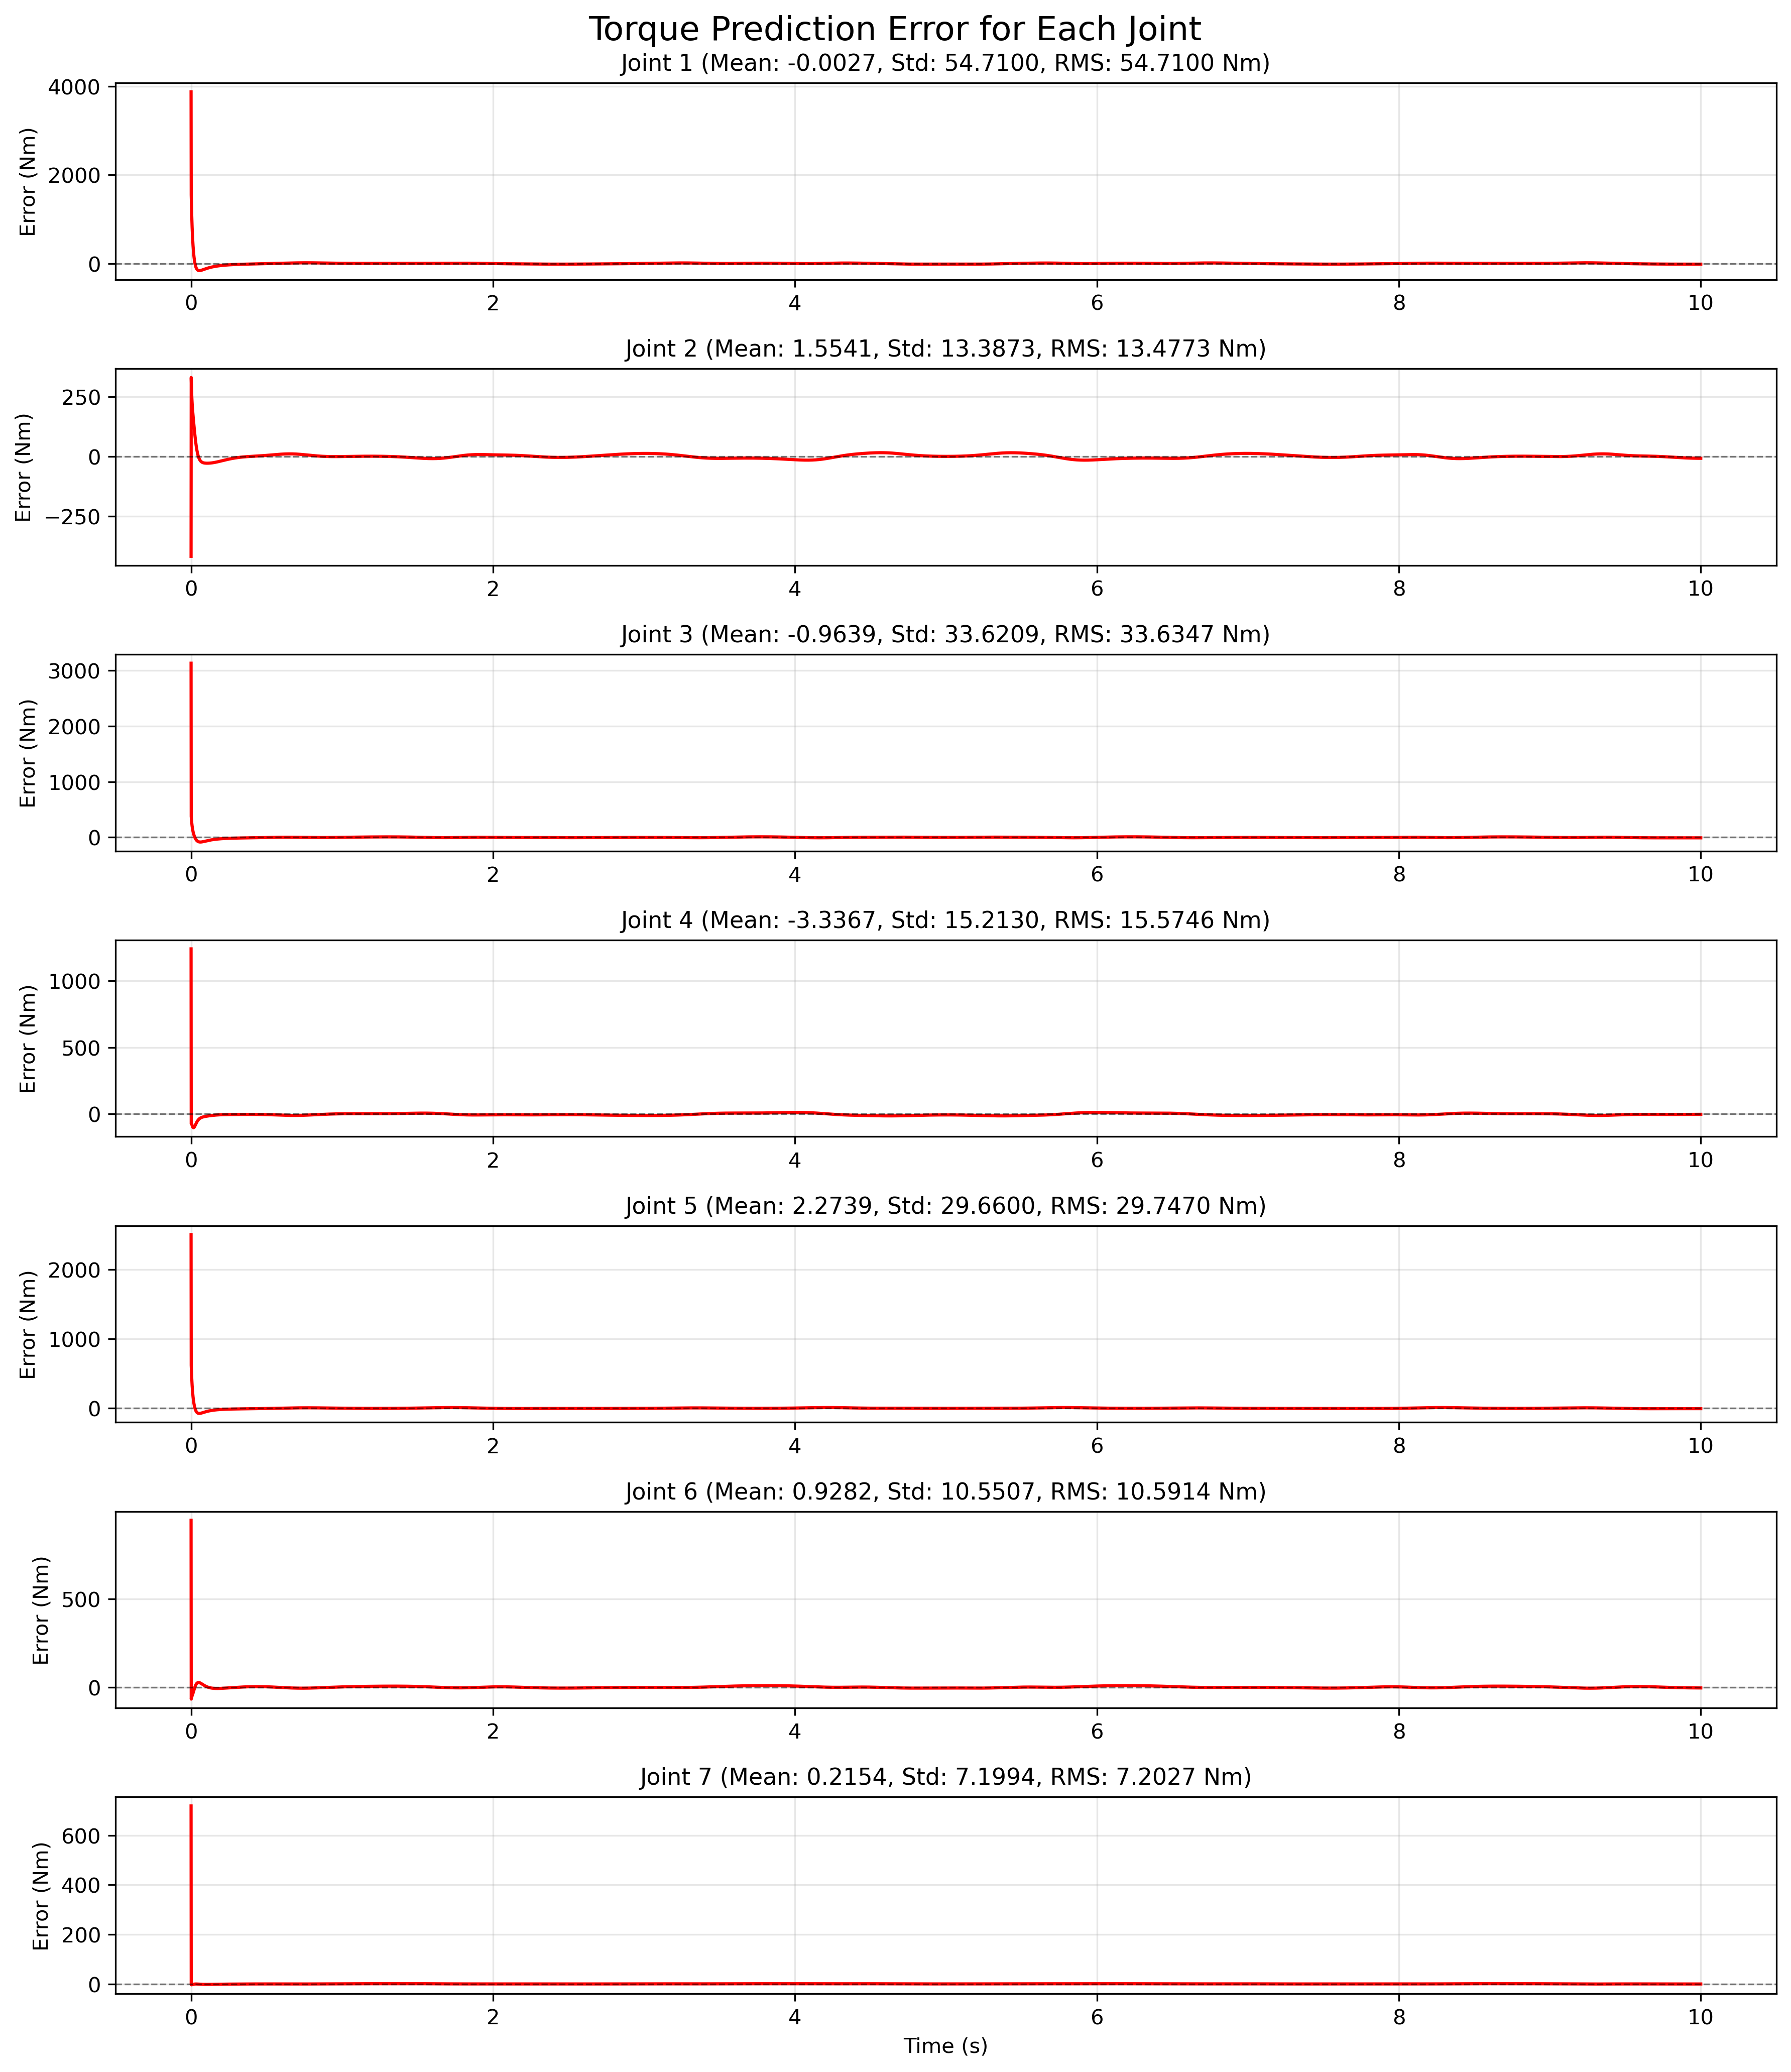 Torque Prediction Error for Each Joint
Joint 1 (Mean: -0.0027, Std: 54.7100, RMS: 54.7100 Nm)
4000
2000
0
Error (Nm)
0 2 4 6 8 10
Joint 2 (Mean: 1.5541, Std: 13.3873, RMS: 13.4773 Nm)
250
0
−250
Error (Nm)
0 2 4 6 8 10
Joint 3 (Mean: -0.9639, Std: 33.6209, RMS: 33.6347 Nm)
3000
2000
1000
0
Error (Nm)
0 2 4 6 8 10
Joint 4 (Mean: -3.3367, Std: 15.2130, RMS: 15.5746 Nm)
1000
500
0
Error (Nm)
0 2 4 6 8 10
Joint 5 (Mean: 2.2739, Std: 29.6600, RMS: 29.7470 Nm)
2000
1000
0
Error (Nm)
0 2 4 6 8 10
Joint 6 (Mean: 0.9282, Std: 10.5507, RMS: 10.5914 Nm)
500
0
Error (Nm)
0 2 4 6 8 10
Joint 7 (Mean: 0.2154, Std: 7.1994, RMS: 7.2027 Nm)
600
400
200
0
Error (Nm)
0 2 4 6 8 10
Time (s)